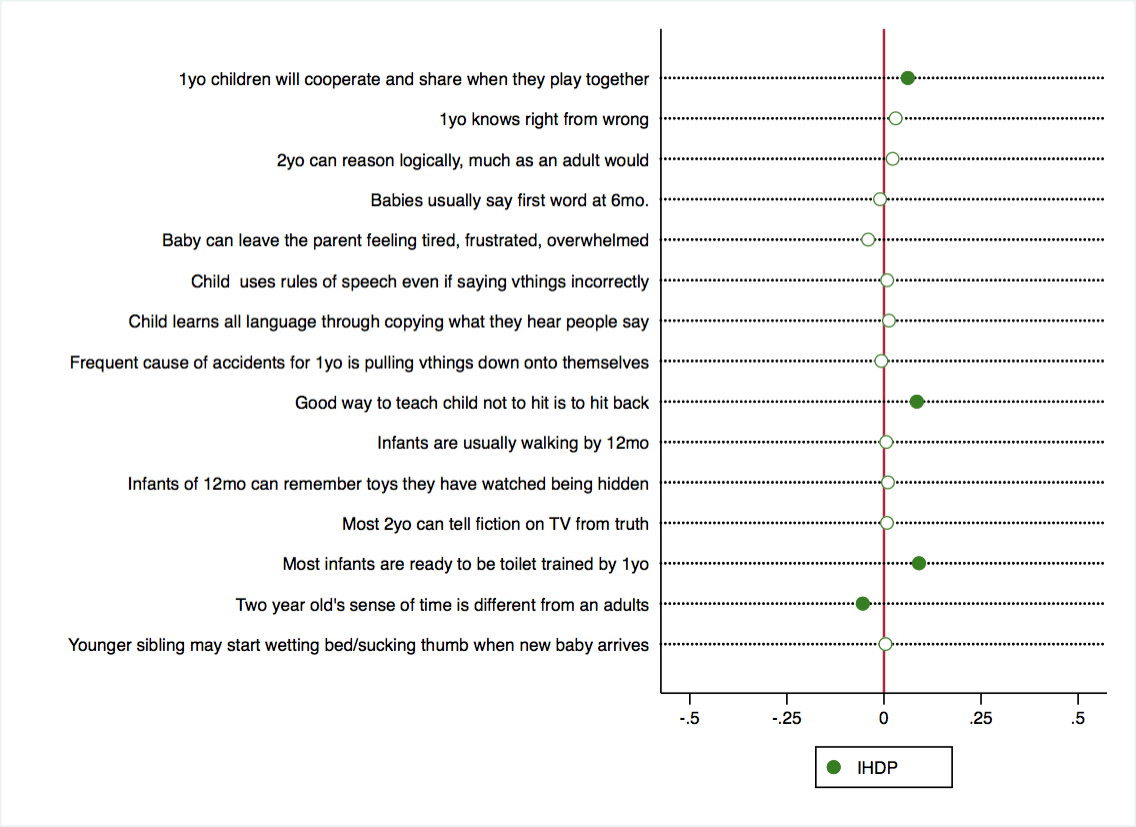 1yo children will cooperate and share when they play together
1yo knows right from wrong
2yo can reason logically, much as an adult would
Babies usually say first word at 6mo.
Baby can leave the parent feeling tired, frustrated, overwhelmed
Child  uses rules of speech even if saying vthings incorrectly
Child learns all language through copying what they hear people say
Frequent cause of accidents for 1yo is pulling vthings down onto themselves
Good way to teach child not to hit is to hit back
Infants are usually walking by 12mo
Infants of 12mo can remember toys they have watched being hidden
Most 2yo can tell fiction on TV from truth
Most infants are ready to be toilet trained by 1yo
Two year old's sense of time is different from an adults
Younger sibling may start wetting bed/sucking thumb when new baby arrives
-.5 -.25 0 .25 .5
IHDP